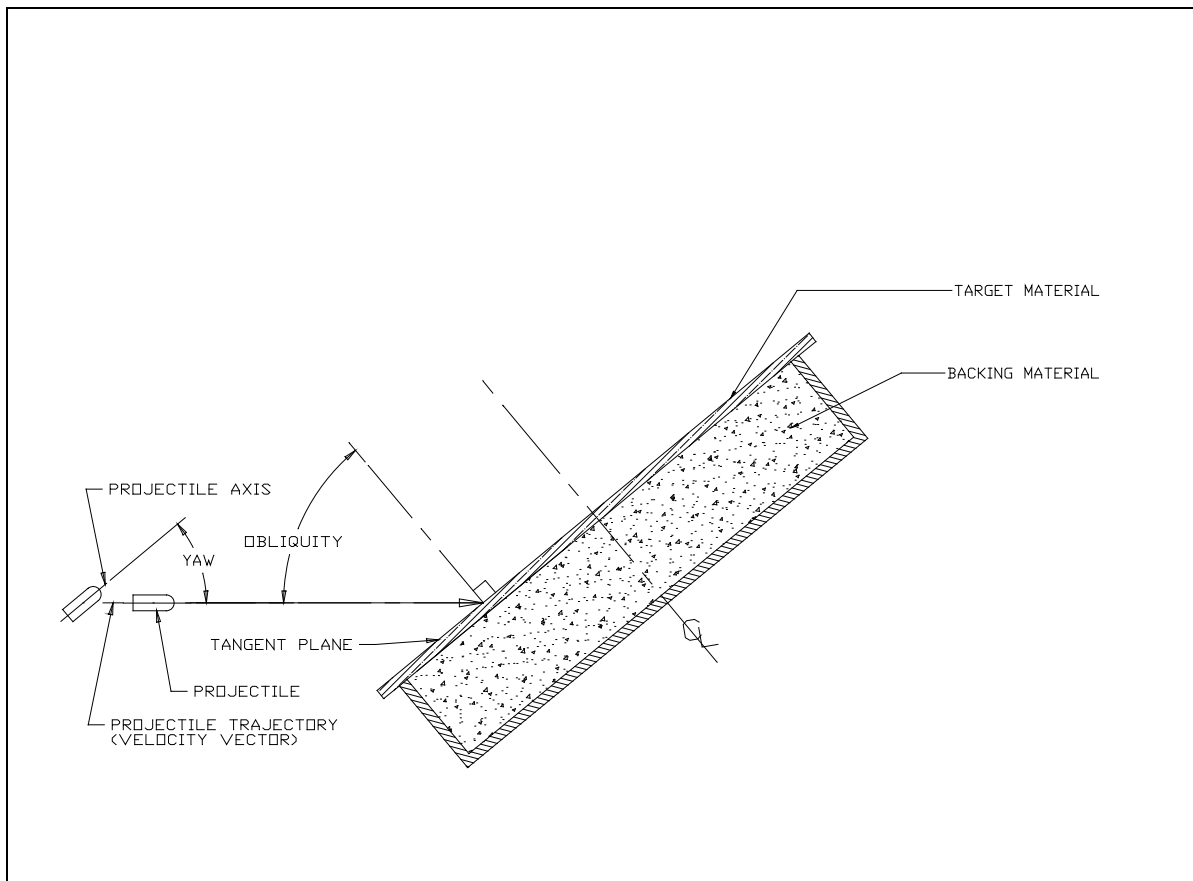 TARGET MATERIAL
BACKING MATERIAL
PROJECTILE AXIS
OBLIQUITY
YAW
TANGENT PLANE
PROJECTILE
PROJECTILE TRAJECTORY
(VELOCITY VECTOR)